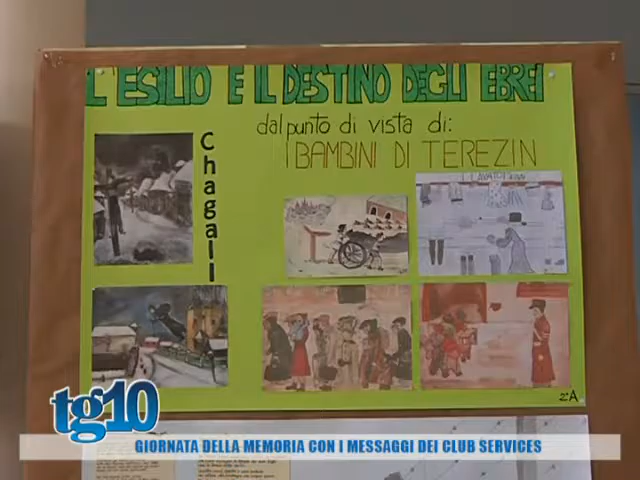 L'ESILIO E IL DESTINO DEGLI EBREI
dal punto di vista di:
I BAMBINI DI TEREZIN
Chagall
2ªA
tg10
GIORNATA DELLA MEMORIA CON I MESSAGGI DEI CLUB SERVICES